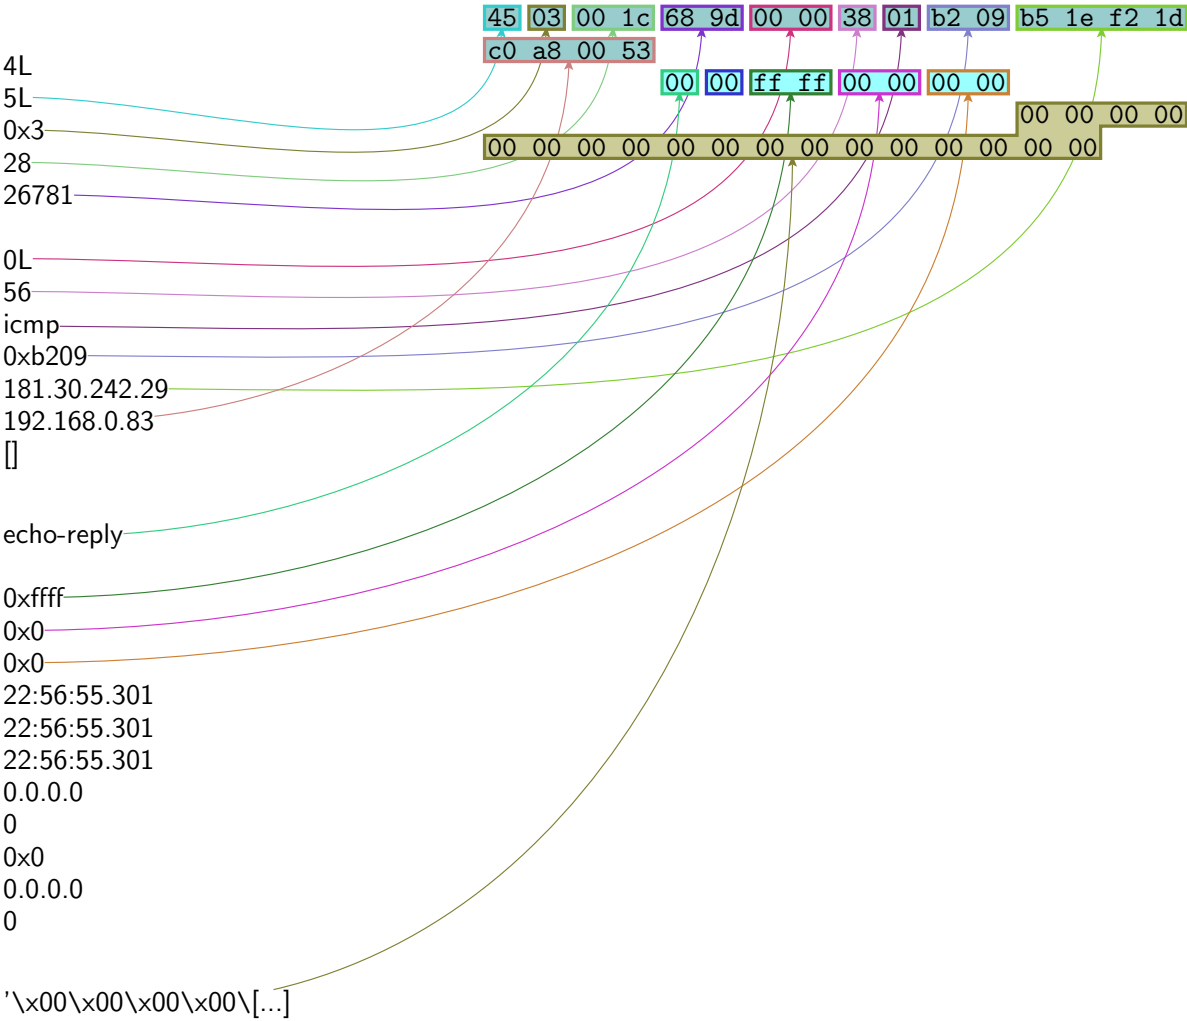 45 03 00 1c 68 9d 00 00 38 01 b2 09 b5 1e f2 1d
c0 a8 00 53
4L
00 00 ff ff 00 00 00 00
5L
00 00 00 00
0x3
00 00 00 00 00 00 00 00 00 00 00 00 00 00
28
26781
0L
56
icmp
0xb209
181.30.242.29
192.168.0.83
[]
echo-reply
0xffff
0x0
0x0
22:56:55.301
22:56:55.301
22:56:55.301
0.0.0.0
0
0x0
0.0.0.0
0
'\x00\x00\x00\x00\[...]